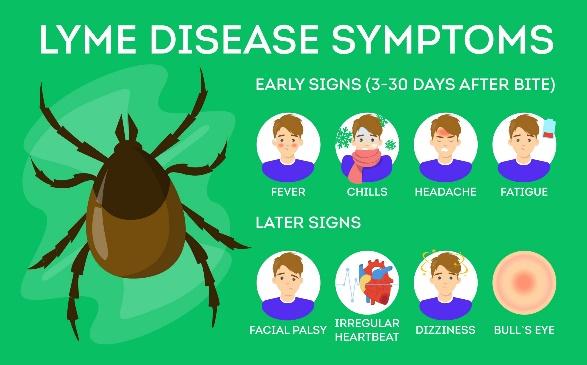 LYME DISEASE SYMPTOMS
EARLY SIGNS (3-30 DAYS AFTER BITE)
FEVER
CHILLS
HEADACHE
FATIGUE
LATER SIGNS
FACIAL PALSY
IRREGULAR
HEARTBEAT
DIZZINESS
BULL`S EYE